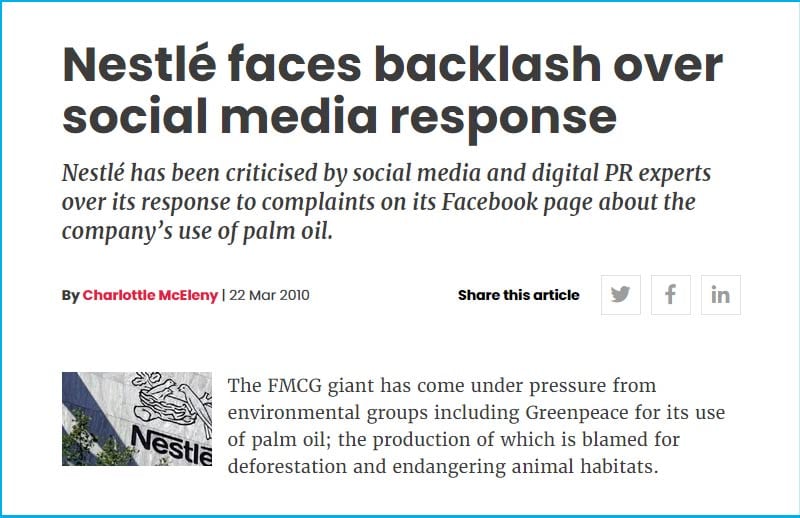 Nestlé faces backlash over
social media response
Nestlé has been criticised by social media and digital PR experts
over its response to complaints on its Facebook page about the
company’s use of palm oil.
By Charlottle McEleny | 22 Mar 2010
Share this article
Nestlé
The FMCG giant has come under pressure from
environmental groups including Greenpeace for its use
of palm oil; the production of which is blamed for
deforestation and endangering animal habitats.